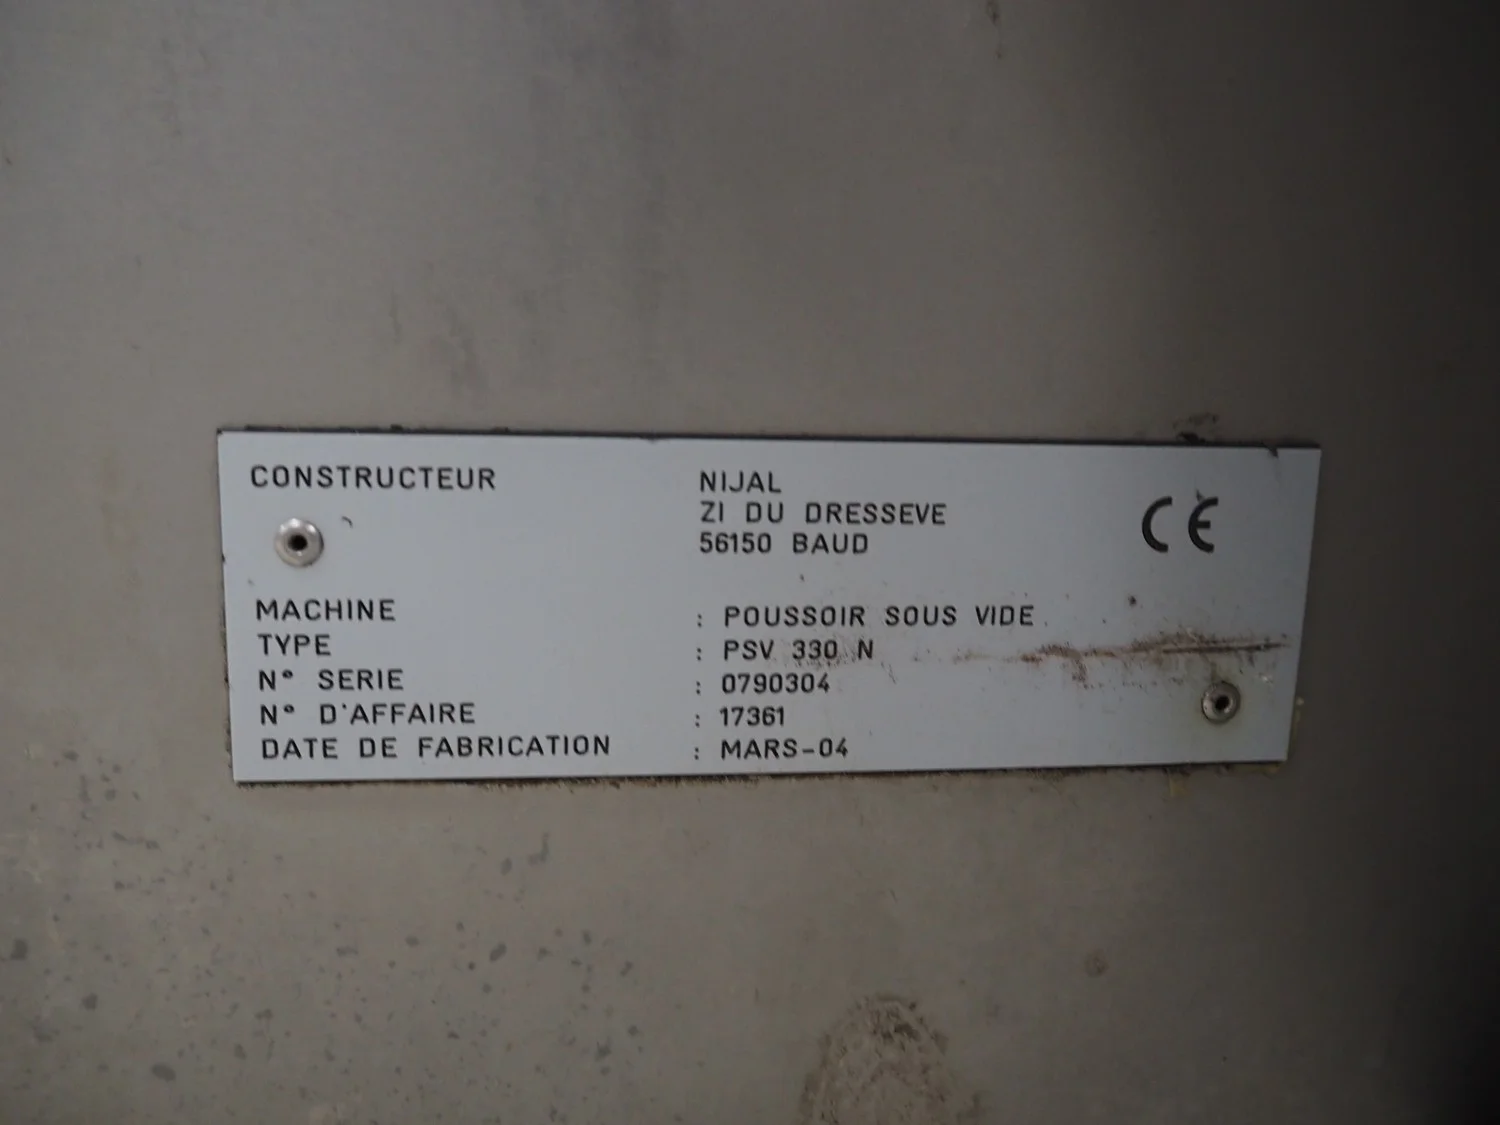 CONSTRUCTEUR NIJAL
ZI DU DRESSEVE
56150 BAUD
CE
MACHINE : POUSSOIR SOUS VIDE
TYPE : PSV 330 N
N° SERIE : 0790304
N° D'AFFAIRE : 17361
DATE DE FABRICATION : MARS-04